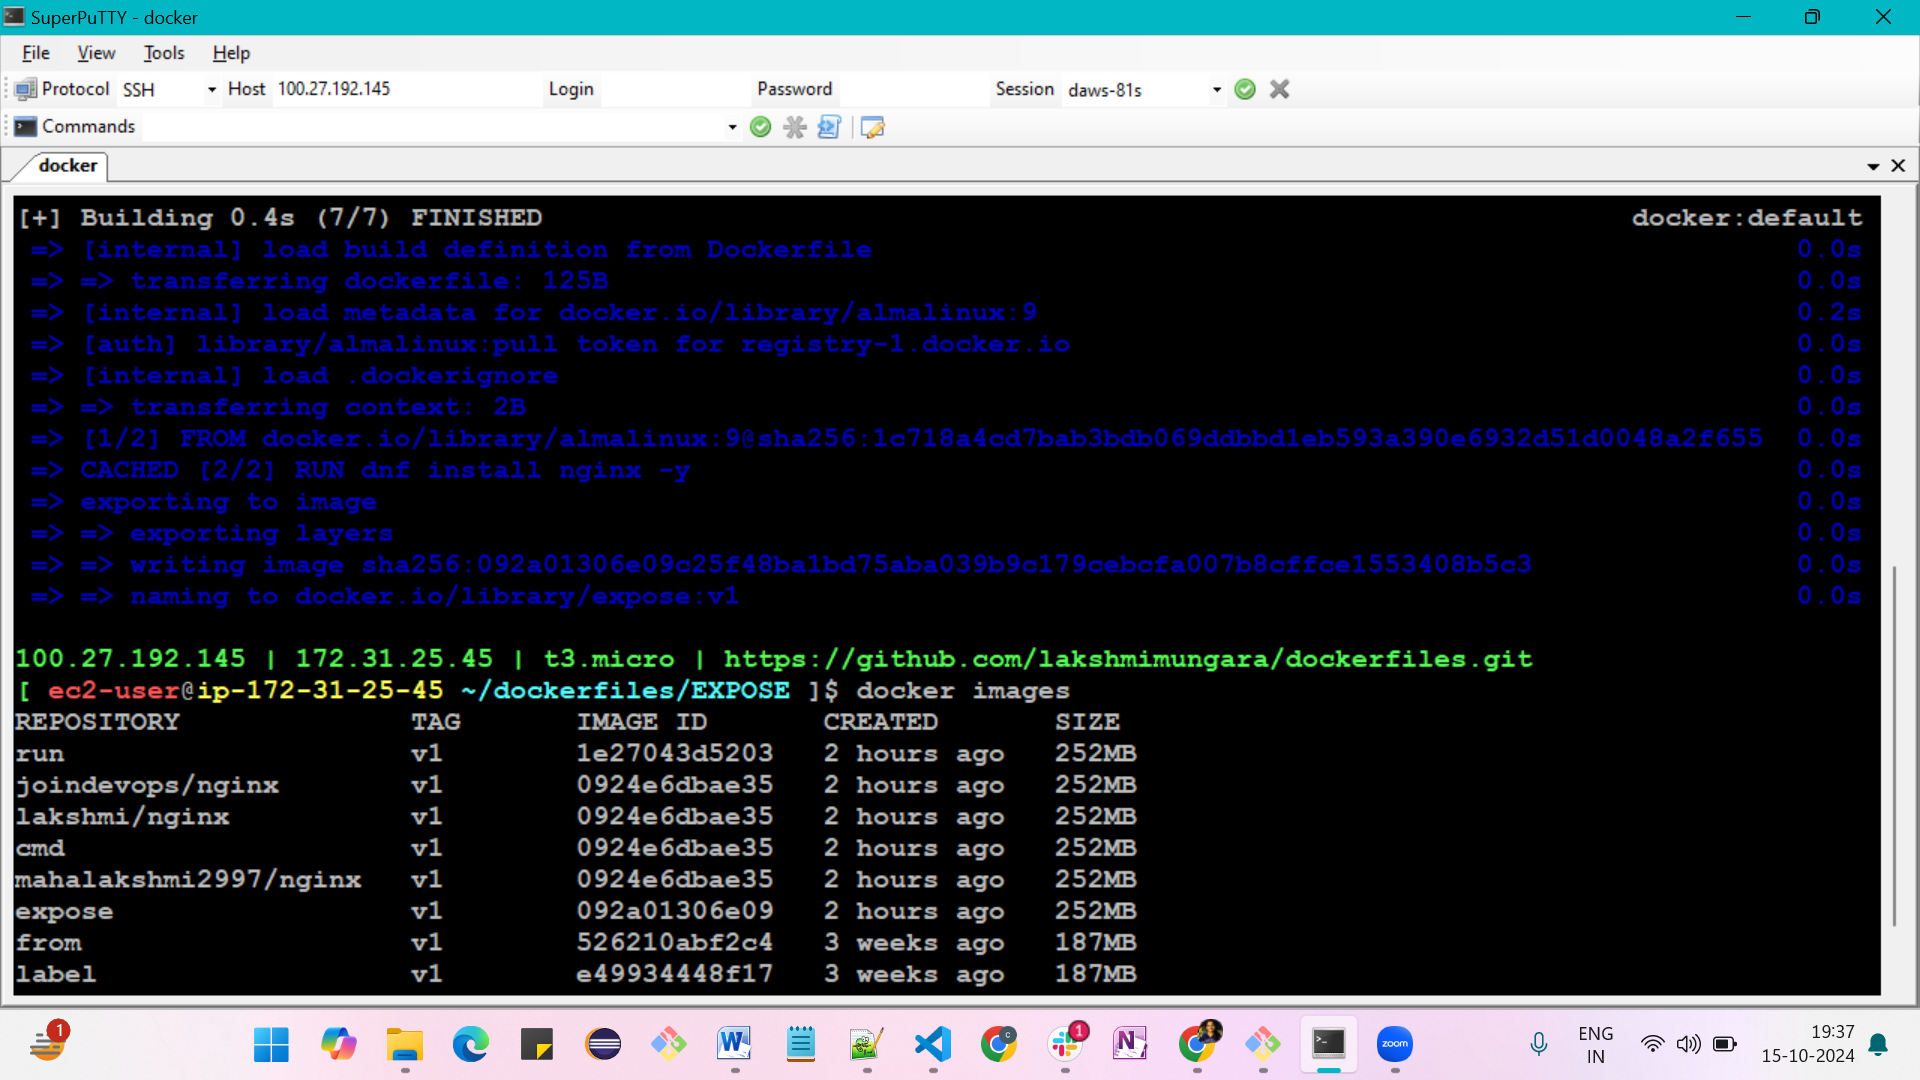 SuperPuTTY - docker
File View Tools Help
Protocol SSH Host 100.27.192.145 Login Password Session daws-81s
Commands
docker
[+] Building 0.4s (7/7) FINISHED docker:default
=> [internal] load build definition from Dockerfile 0.0s
=> => transferring dockerfile: 125B 0.0s
=> [internal] load metadata for docker.io/library/almalinux:9 0.2s
=> [auth] library/almalinux:pull token for registry-1.docker.io 0.0s
=> [internal] load .dockerignore 0.0s
=> => transferring context: 2B 0.0s
=> [1/2] FROM docker.io/library/almalinux:9@sha256:1c718a4cd7bab3bdb069ddbbd1eb593a390e6932d51d0048a2f655 0.0s
=> CACHED [2/2] RUN dnf install nginx -y 0.0s
=> exporting to image 0.0s
=> => exporting layers 0.0s
=> => writing image sha256:092a01306e09c25f48ba1bd75aba039b9c179cebcfa007b8cffce1553408b5c3 0.0s
=> => naming to docker.io/library/expose:v1 0.0s
100.27.192.145 | 172.31.25.45 | t3.micro | https://github.com/lakshmimungara/dockerfiles.git
[ ec2-user@ip-172-31-25-45 ~/dockerfiles/EXPOSE ]$ docker images
REPOSITORY TAG IMAGE ID CREATED SIZE
run v1 1e27043d5203 2 hours ago 252MB
joindevops/nginx v1 0924e6dbae35 2 hours ago 252MB
lakshmi/nginx v1 0924e6dbae35 2 hours ago 252MB
cmd v1 0924e6dbae35 2 hours ago 252MB
mahalakshmi2997/nginx v1 0924e6dbae35 2 hours ago 252MB
expose v1 092a01306e09 2 hours ago 252MB
from v1 526210abf2c4 3 weeks ago 187MB
label v1 e49934448f17 3 weeks ago 187MB
1
1
zoom
ENG
IN
19:37
15-10-2024